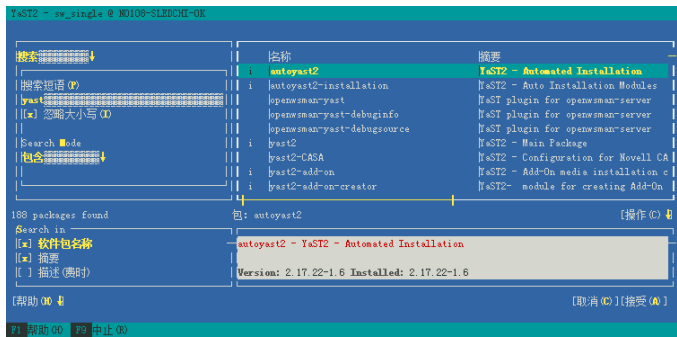 YaST2 - sw_single @ ND108-SLEDCHI-OK
搜索
搜索短语(P)
yast
[x] 忽略大小写(I)
Search Mode
包含
188 packages found
Search in
[x] 软件包名称
[x] 摘要
[ ] 描述(费时)
名称 摘要
i autoyast2 YaST2 - Automated Installation
i autoyast2-installation YaST2 - Auto Installation Modules
openwsman-yast YaST plugin for openwsman-server
openwsman-yast-debuginfo YaST plugin for openwsman-server
openwsman-yast-debugsource YaST plugin for openwsman-server
i yast2 YaST2 - Main Package
yast2-CASA YaST2 - Configuration for Novell CA
i yast2-add-on YaST2 - Add-On media installation c
i yast2-add-on-creator YaST2- module for creating Add-On
包: autoyast2 [操作(C)
autoyast2 - YaST2 - Automated Installation
Version: 2.17.22-1.6 Installed: 2.17.22-1.6
[帮助(H) [取消(C)][接受(A)]
F1 帮助(H) F9 中止(R)